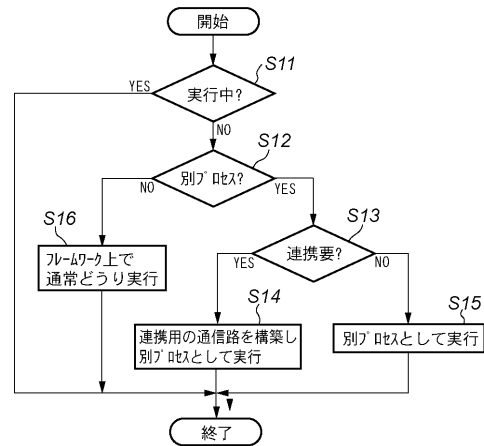 開始
S11
YES
実行中?
NO
S12
別ﾌﾟﾛｾｽ?
NO
YES
S13
S16
連携要?
YES
NO
ﾌﾚｰﾑﾜｰｸ上で
通常どうり実行
S14
S15
連携用の通信路を構築し
別ﾌﾟﾛｾｽとして実行
別ﾌﾟﾛｾｽとして実行
終了